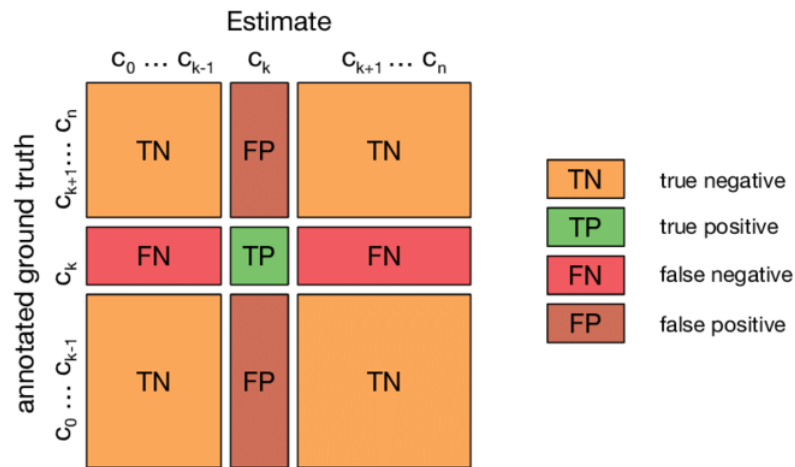 Estimate
c0 ... ck-1 ck ck+1 ... cn
annotated ground truth
ck+1 ... cn
TN FP TN
ck
FN TP FN
c0 ... ck-1
TN FP TN
TN true negative
TP true positive
FN false negative
FP false positive